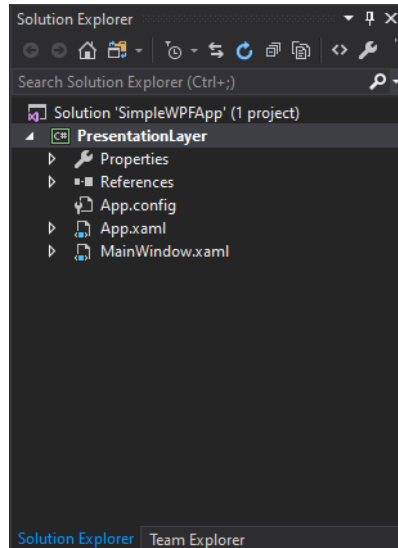 Solution Explorer
Search Solution Explorer (Ctrl+;)
Solution 'SimpleWPFApp' (1 project)
C# PresentationLayer
Properties
References
App.config
App.xaml
MainWindow.xaml
Solution Explorer Team Explorer